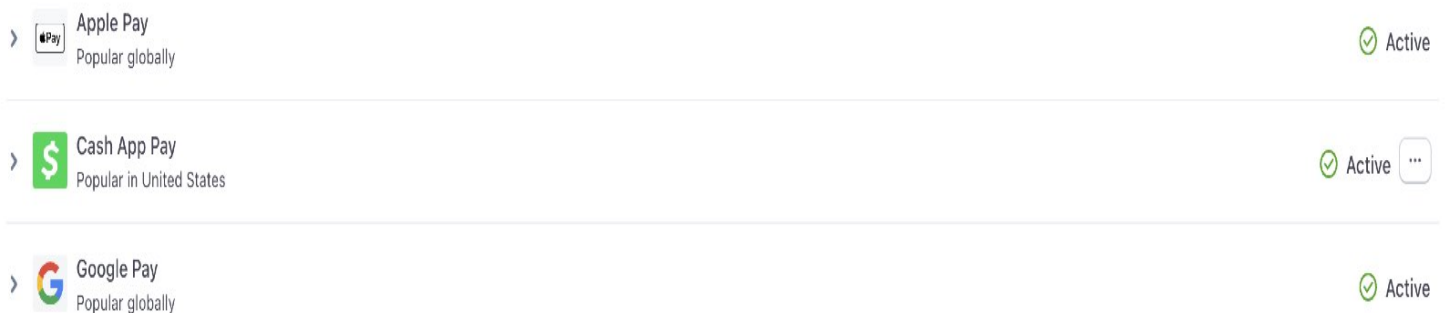 Pay
Apple Pay
Popular globally
Active
$
Cash App Pay
Popular in United States
Active
...
G
Google Pay
Popular globally
Active